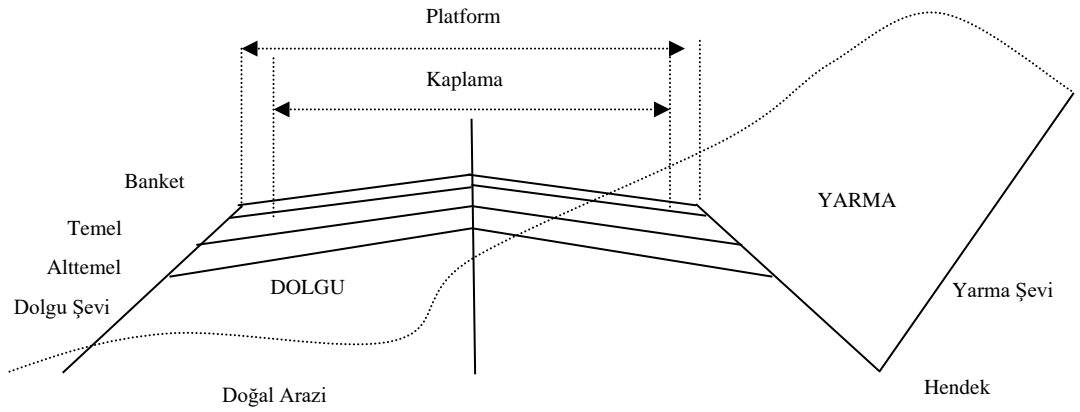 Platform
Kaplama
Banket
YARMA
Temel
Alttemel
DOLGU
Yarma Şevi
Dolgu Şevi
Doğal Arazi
Hendek